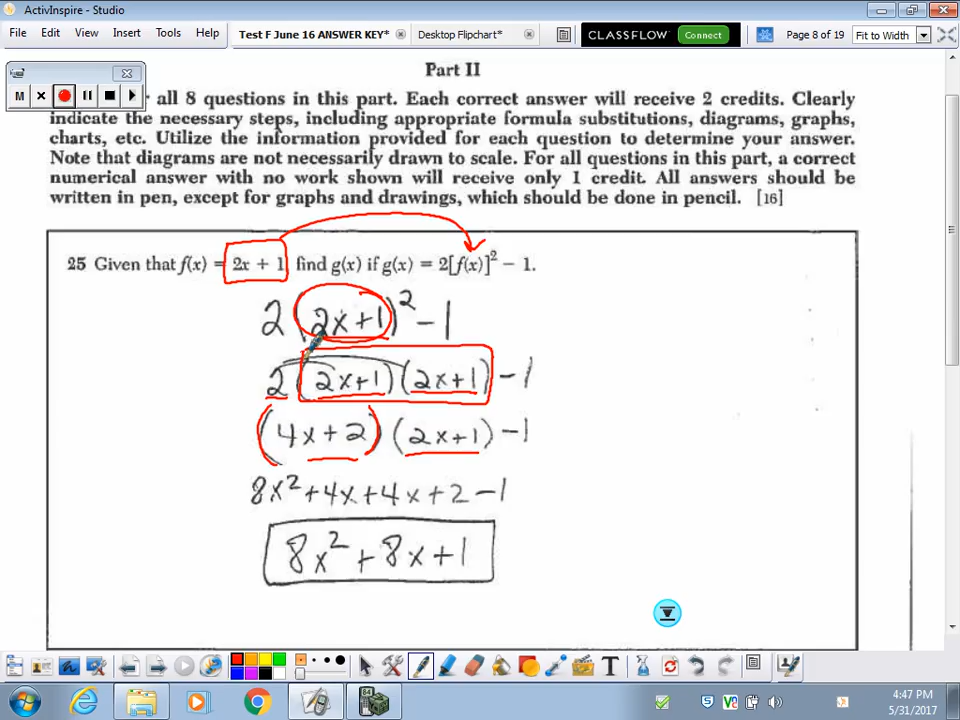 ActivInspire - Studio
File Edit View Insert Tools Help Test F June 16 ANSWER KEY* Desktop Flipchart* CLASSFLOW Connect Page 8 of 19 Fit to Width
M
Part II
all 8 questions in this part. Each correct answer will receive 2 credits. Clearly
indicate the necessary steps, including appropriate formula substitutions, diagrams, graphs,
charts, etc. Utilize the information provided for each question to determine your answer.
Note that diagrams are not necessarily drawn to scale. For all questions in this part, a correct
numerical answer with no work shown will receive only 1 credit. All answers should be
written in pen, except for graphs and drawings, which should be done in pencil. [16]
25 Given that f(x) = 2x + 1, find g(x) if g(x) = 2[f(x)]² − 1.
2(2x+1)² −1
2(2x+1)(2x+1) −1
(4x+2)(2x+1) −1
8x²+4x+4x+2−1
8x²+8x+1
T
4:47 PM
5/31/2017